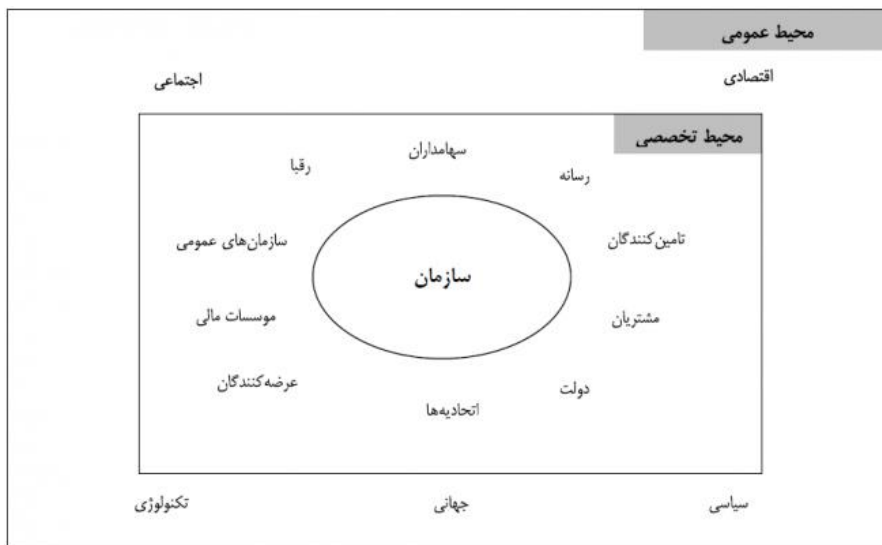 محیط عمومی
اقتصادی
اجتماعی
محیط تخصصی
سهامداران
رقبا
رسانه
تامین‌کنندگان
سازمان‌های عمومی
سازمان
مشتریان
موسسات مالی
دولت
عرضه‌کنندگان
اتحادیه‌ها
سیاسی
جهانی
تکنولوژی